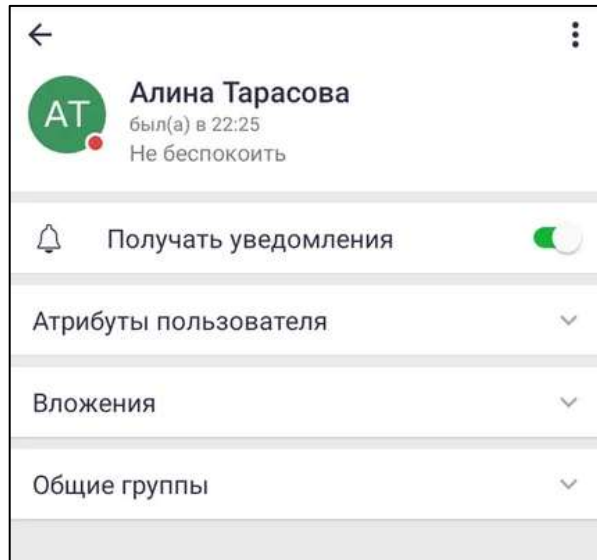 Алина Тарасова
АТ
был(а) в 22:25
Не беспокоить
Получать уведомления
Атрибуты пользователя
Вложения
Общие группы